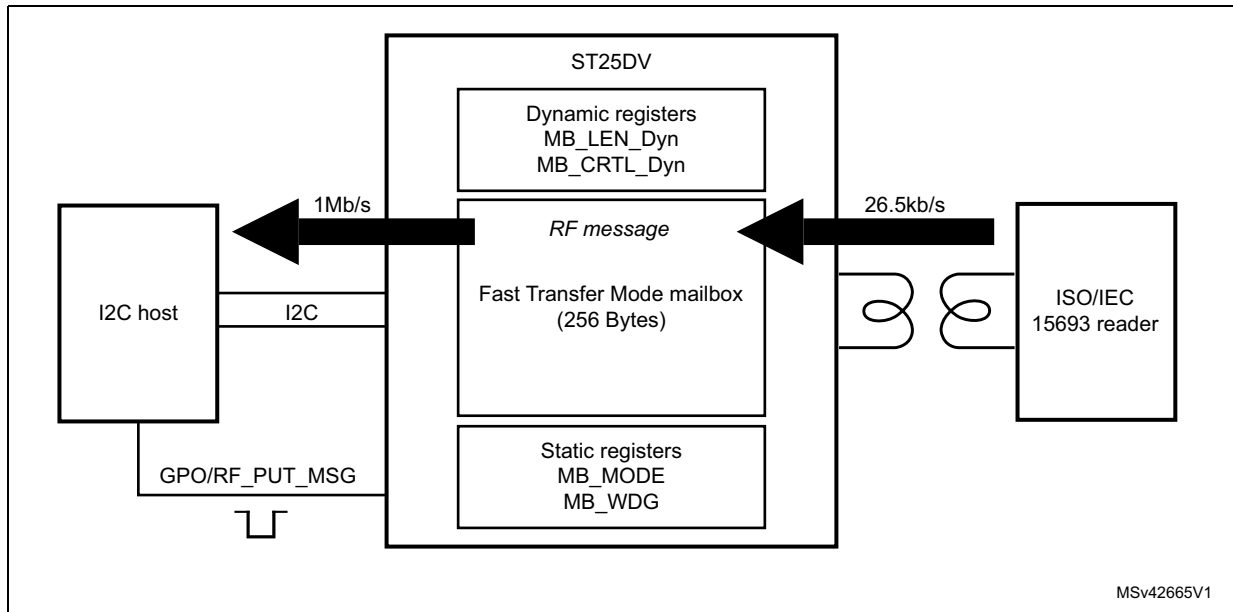 ST25DV
Dynamic registers
MB_LEN_Dyn
MB_CRTL_Dyn
1Mb/s
26.5kb/s
RF message
Fast Transfer Mode mailbox
(256 Bytes)
I2C host
I2C
ISO/IEC
15693 reader
Static registers
MB_MODE
MB_WDG
GPO/RF_PUT_MSG
MSv42665V1